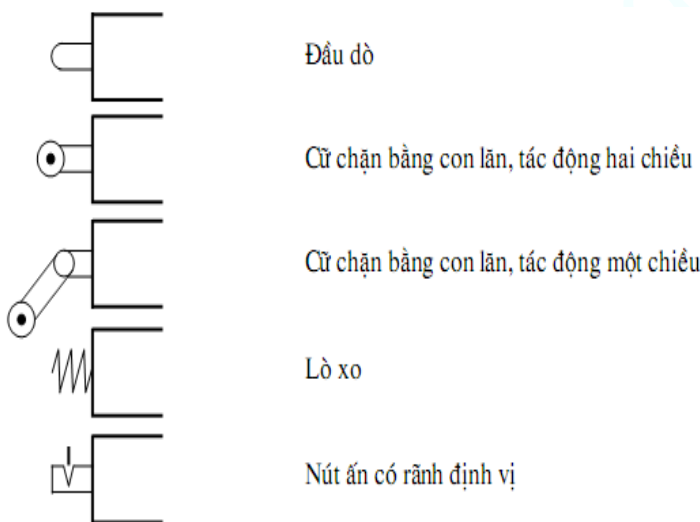 Đầu dò
Cữ chặn bằng con lăn, tác động hai chiều
Cữ chặn bằng con lăn, tác động một chiều
Lò xo
Nút ấn có rãnh định vị